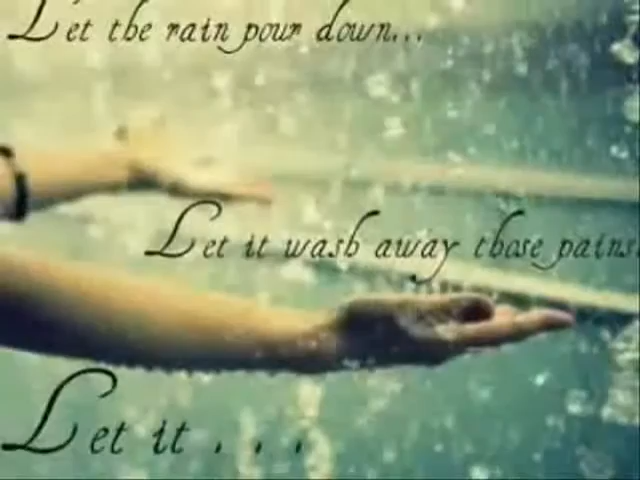 Let the rain pour down...
Let it wash away those pains
Let it . . .